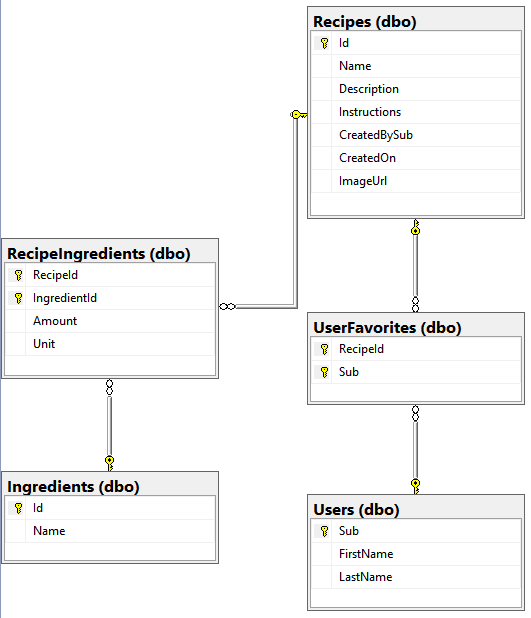 Recipes (dbo)
Id
Name
Description
Instructions
CreatedBySub
CreatedOn
ImageUrl
RecipeIngredients (dbo)
RecipeId
IngredientId
Amount
Unit
UserFavorites (dbo)
RecipeId
Sub
Ingredients (dbo)
Id
Name
Users (dbo)
Sub
FirstName
LastName